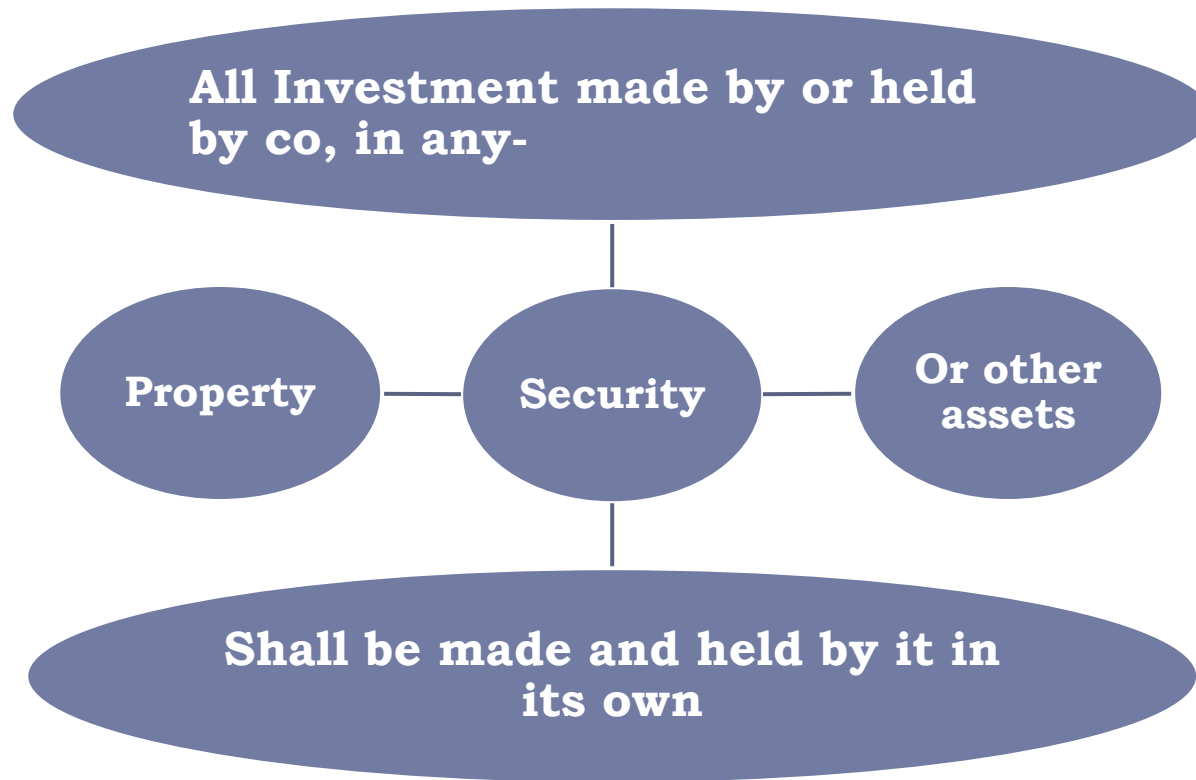 All Investment made by or held
by co, in any-
Property
Security
Or other
assets
Shall be made and held by it in
its own